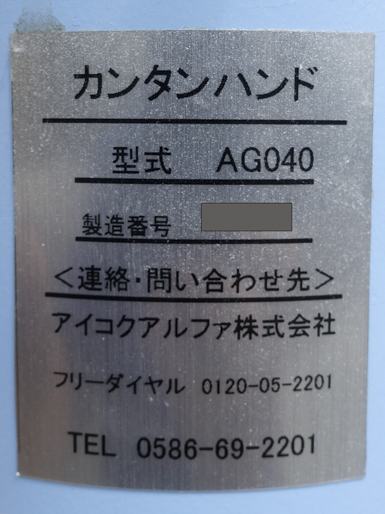 カンタンハンド
型式 AG040
製造番号
＜連絡・問い合わせ先＞
アイコクアルファ株式会社
フリーダイヤル 0120-05-2201
TEL 0586-69-2201